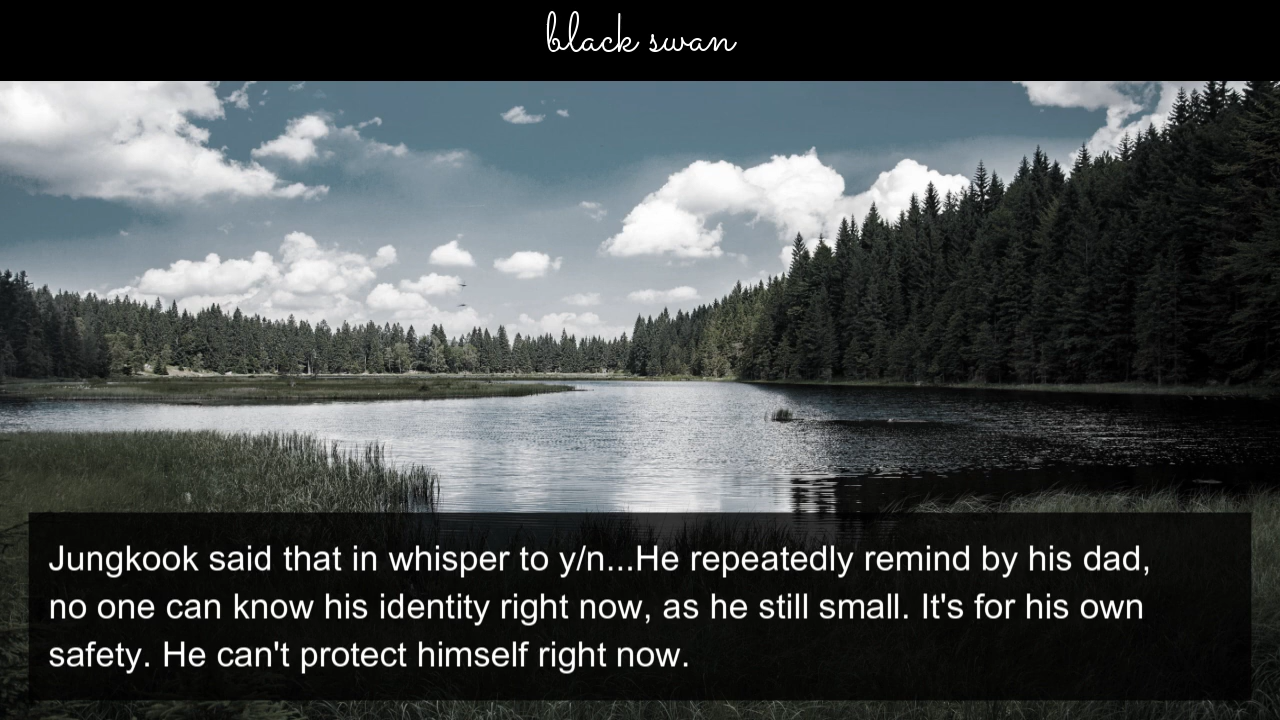 black swan
Jungkook said that in whisper to y/n...He repeatedly remind by his dad,
no one can know his identity right now, as he still small. It's for his own
safety. He can't protect himself right now.